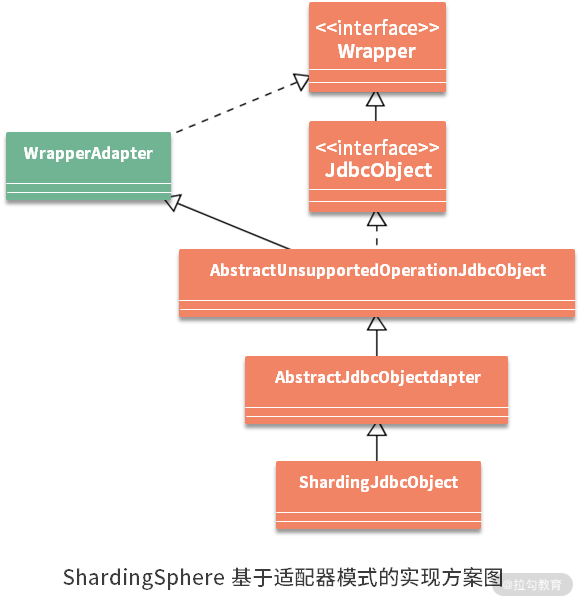 <<interface>>
Wrapper
WrapperAdapter
<<interface>>
JdbcObject
AbstractUnsupportedOperationJdbcObject
AbstractJdbcObjectdapter
ShardingJdbcObject
ShardingSphere 基于适配器模式的实现方案图
@拉勾教育